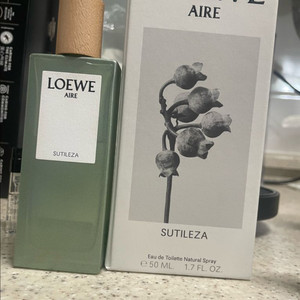 LOEWE
AIRE
SUTILEZA
AIRE
SUTILEZA
Eau de Toilette Natural Spray
℮ 50 ML. 1.7 FL. OZ.